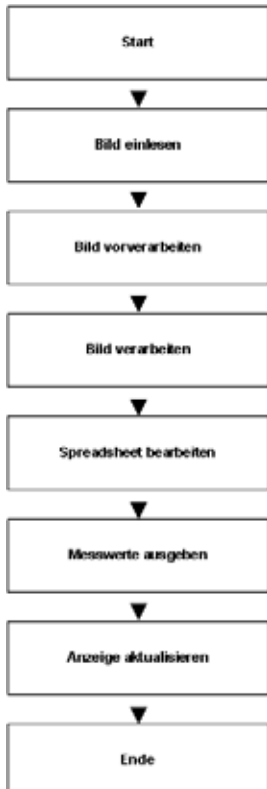 Start
Bild einlesen
Bild vorverarbeiten
Bild verarbeiten
Spreadsheet bearbeiten
Messwerte ausgeben
Anzeige aktualisieren
Ende